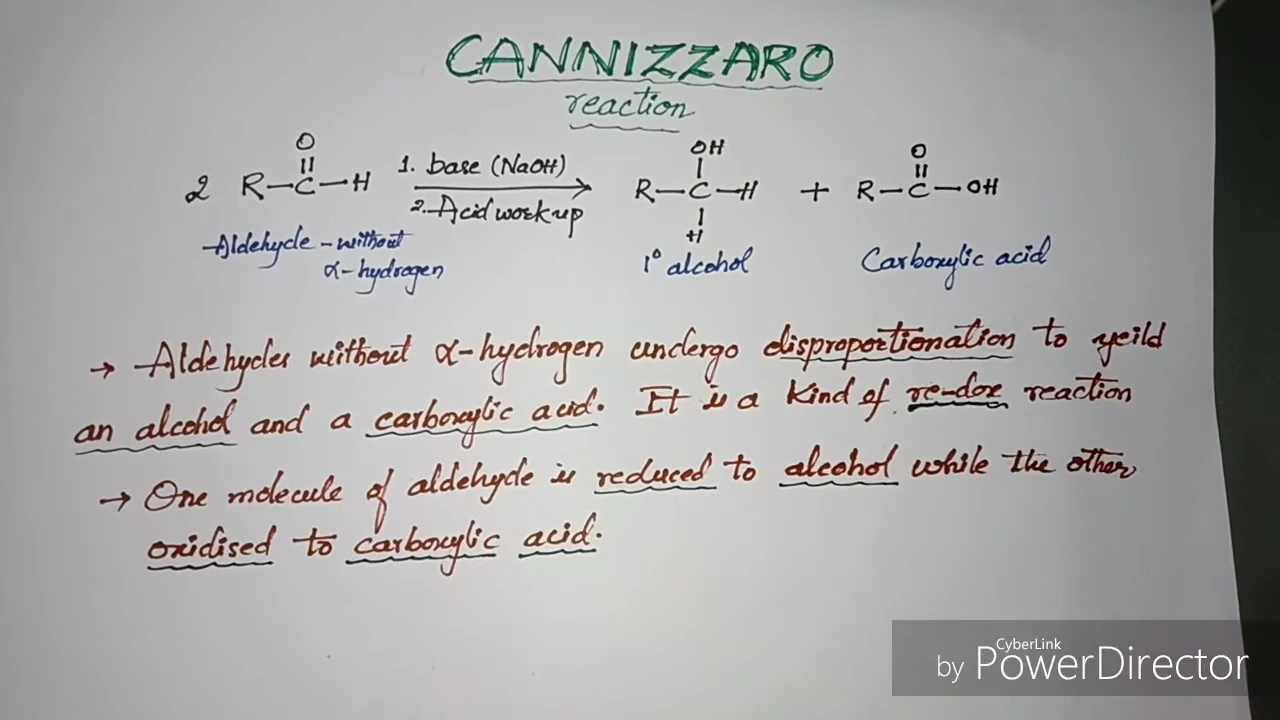 CANNIZZARO
reaction
2 R-C(=O)-H 1. base (NaOH) 2. Acid work up → R-C(OH)(H)-H + R-C(=O)-OH
Aldehyde - without
α-hydrogen
1° alcohol
Carboxylic acid
→ Aldehydes without α-hydrogen undergo disproportionation to yeild
an alcohol and a carboxylic acid. It is a kind of re-dox reaction
→ One molecule of aldehyde is reduced to alcohol while the other
oxidised to carboxylic acid.
CyberLink
by PowerDirector